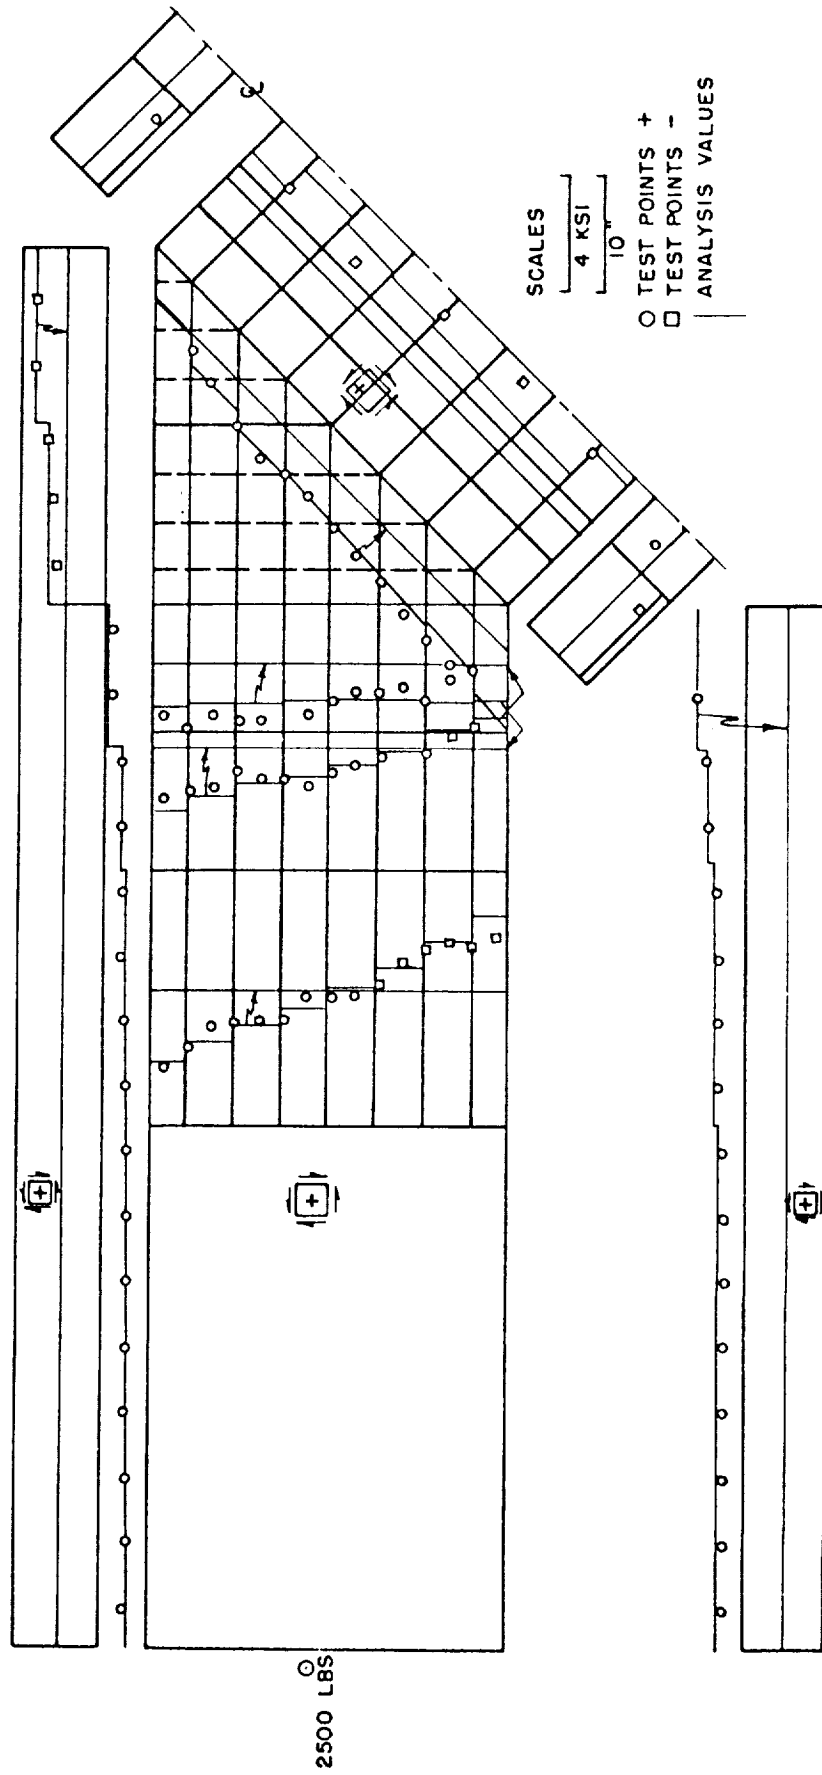 ℄
SCALES
4 KSI
10"
○ TEST POINTS +
□ TEST POINTS -
ANALYSIS VALUES
+
+
+
+
2500 LBS